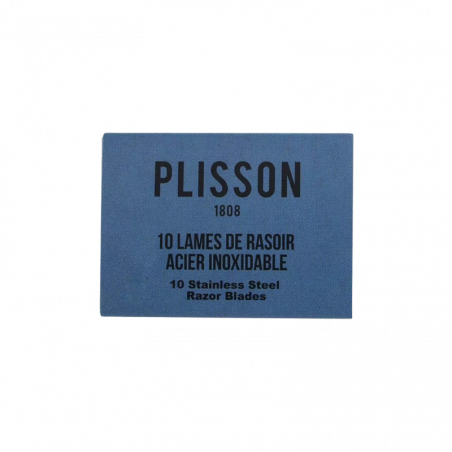 PLISSON
1808
10 LAMES DE RASOIR
ACIER INOXIDABLE
10 Stainless Steel
Razor Blades